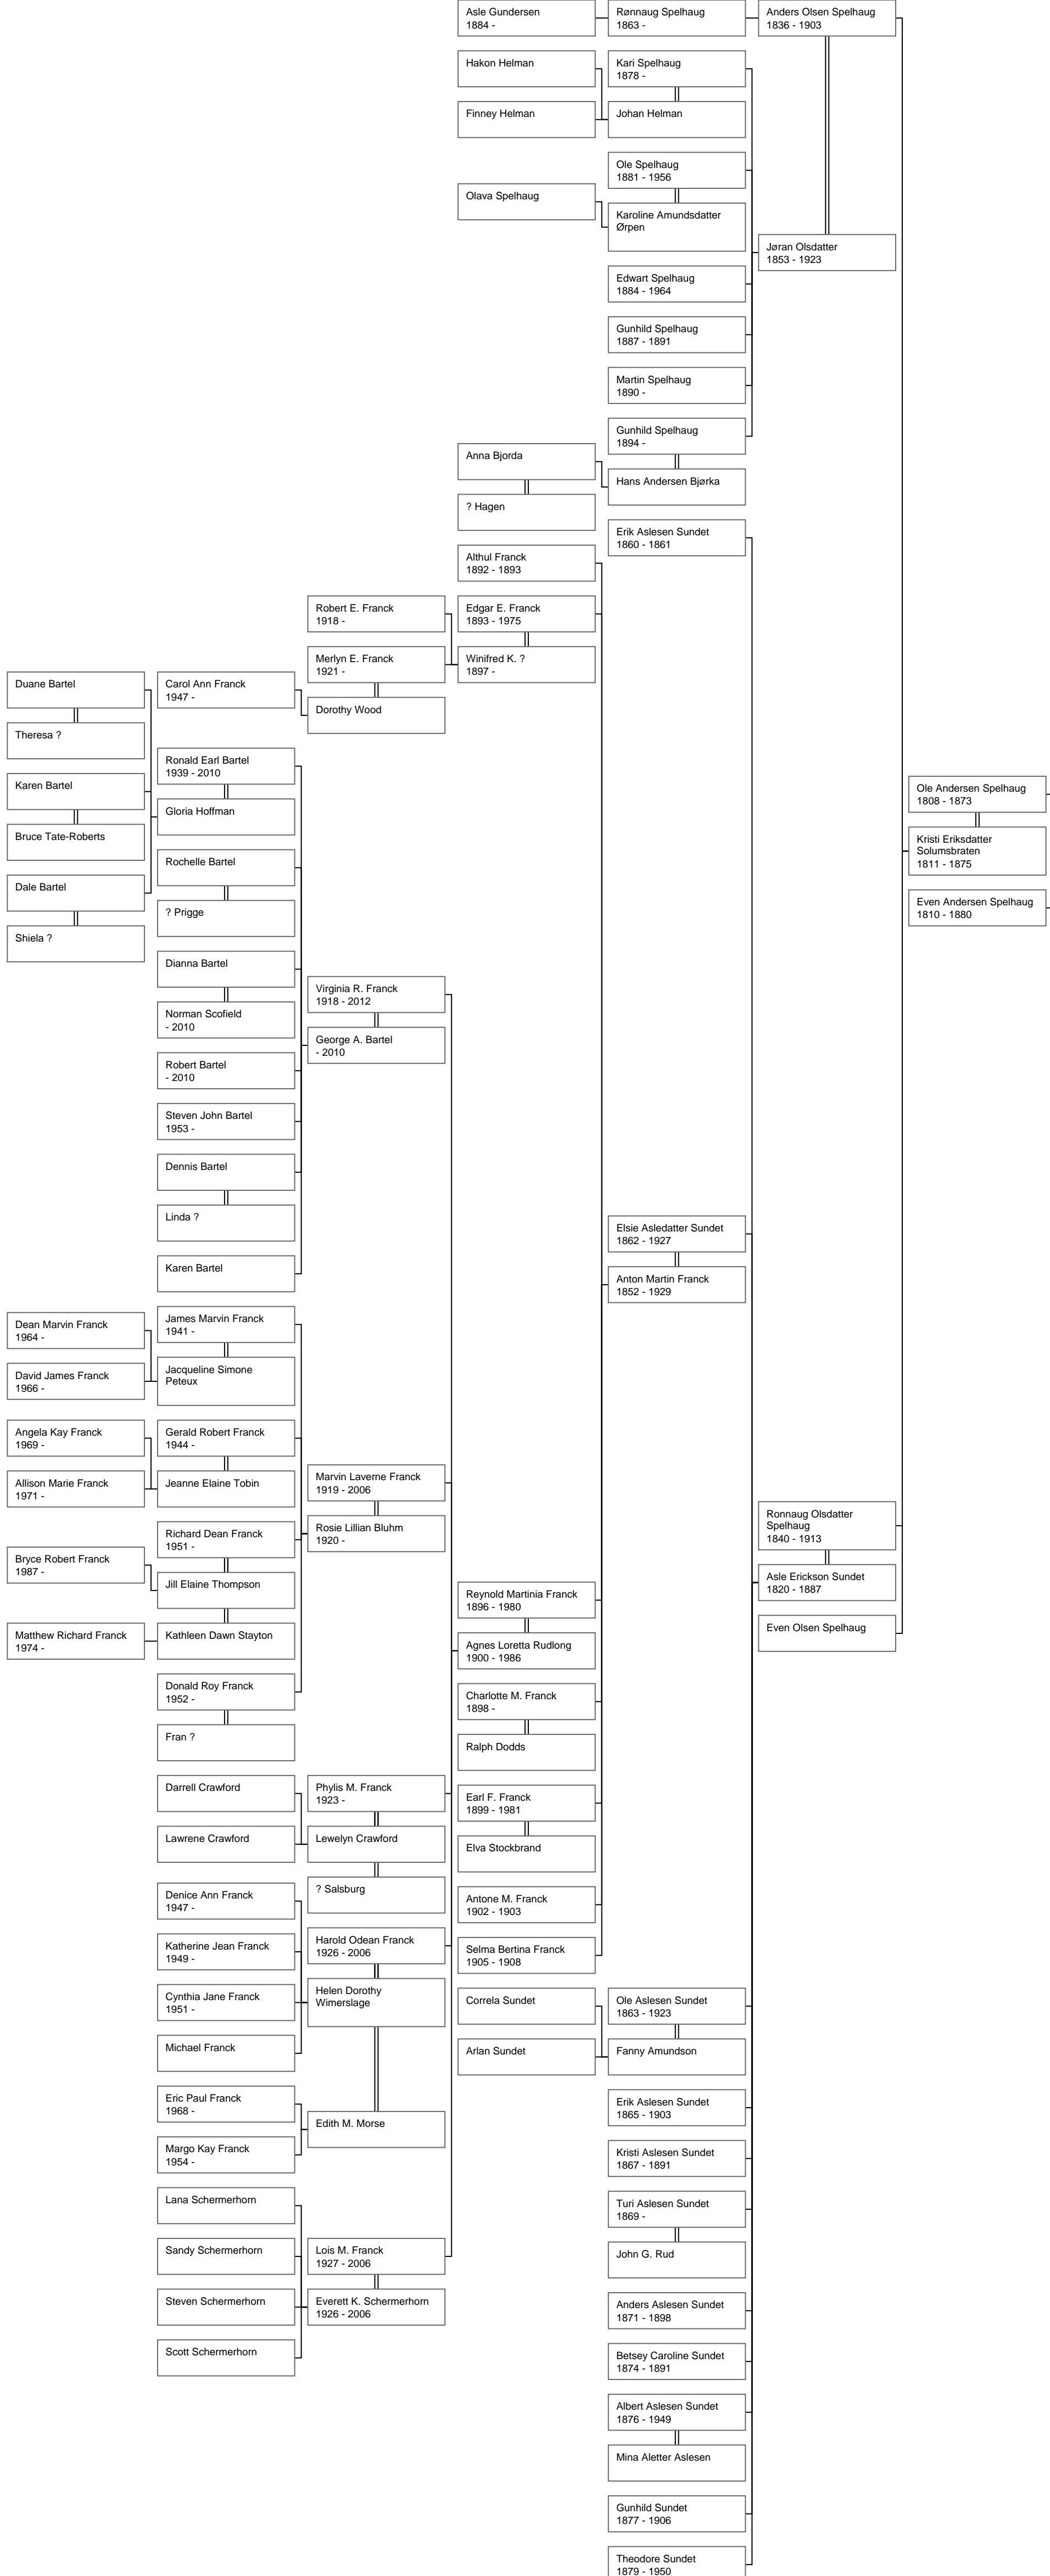 Asle Gundersen
1884 -
Rønnaug Spelhaug
1863 -
Anders Olsen Spelhaug
1836 - 1903
Hakon Helman
Kari Spelhaug
1878 -
Finney Helman
Johan Helman
Ole Spelhaug
1881 - 1956
Olava Spelhaug
Karoline Amundsdatter
Ørpen
Jøran Olsdatter
1853 - 1923
Edwart Spelhaug
1884 - 1964
Gunhild Spelhaug
1887 - 1891
Martin Spelhaug
1890 -
Gunhild Spelhaug
1894 -
Anna Bjorda
Hans Andersen Bjørka
? Hagen
Erik Aslesen Sundet
1860 - 1861
Althul Franck
1892 - 1893
Robert E. Franck
1918 -
Edgar E. Franck
1893 - 1975
Merlyn E. Franck
1921 -
Winifred K. ?
1897 -
Duane Bartel
Carol Ann Franck
1947 -
Dorothy Wood
Theresa ?
Ronald Earl Bartel
1939 - 2010
Karen Bartel
Ole Andersen Spelhaug
1808 - 1873
Gloria Hoffman
Bruce Tate-Roberts
Kristi Eriksdatter
Solumsbraten
1811 - 1875
Rochelle Bartel
Dale Bartel
Even Andersen Spelhaug
1810 - 1880
? Prigge
Shiela ?
Dianna Bartel
Virginia R. Franck
1918 - 2012
Norman Scofield
- 2010
George A. Bartel
- 2010
Robert Bartel
- 2010
Steven John Bartel
1953 -
Dennis Bartel
Linda ?
Elsie Asledatter Sundet
1862 - 1927
Karen Bartel
Anton Martin Franck
1852 - 1929
Dean Marvin Franck
1964 -
James Marvin Franck
1941 -
David James Franck
1966 -
Jacqueline Simone
Peteux
Angela Kay Franck
1969 -
Gerald Robert Franck
1944 -
Allison Marie Franck
1971 -
Jeanne Elaine Tobin
Marvin Laverne Franck
1919 - 2006
Ronnaug Olsdatter
Spelhaug
1840 - 1913
Richard Dean Franck
1951 -
Rosie Lillian Bluhm
1920 -
Bryce Robert Franck
1987 -
Jill Elaine Thompson
Asle Erickson Sundet
1820 - 1887
Reynold Martinia Franck
1896 - 1980
Matthew Richard Franck
1974 -
Kathleen Dawn Stayton
Even Olsen Spelhaug
Agnes Loretta Rudlong
1900 - 1986
Donald Roy Franck
1952 -
Charlotte M. Franck
1898 -
Fran ?
Ralph Dodds
Darrell Crawford
Phylis M. Franck
1923 -
Earl F. Franck
1899 - 1981
Lawrene Crawford
Lewelyn Crawford
Elva Stockbrand
Denice Ann Franck
1947 -
? Salsburg
Antone M. Franck
1902 - 1903
Katherine Jean Franck
1949 -
Harold Odean Franck
1926 - 2006
Selma Bertina Franck
1905 - 1908
Cynthia Jane Franck
1951 -
Helen Dorothy
Wimerslage
Correla Sundet
Ole Aslesen Sundet
1863 - 1923
Michael Franck
Arlan Sundet
Fanny Amundson
Eric Paul Franck
1968 -
Edith M. Morse
Erik Aslesen Sundet
1865 - 1903
Margo Kay Franck
1954 -
Kristi Aslesen Sundet
1867 - 1891
Lana Schermerhorn
Turi Aslesen Sundet
1869 -
Sandy Schermerhorn
Lois M. Franck
1927 - 2006
John G. Rud
Steven Schermerhorn
Everett K. Schermerhorn
1926 - 2006
Anders Aslesen Sundet
1871 - 1898
Scott Schermerhorn
Betsey Caroline Sundet
1874 - 1891
Albert Aslesen Sundet
1876 - 1949
Mina Aletter Aslesen
Gunhild Sundet
1877 - 1906
Theodore Sundet
1879 - 1950